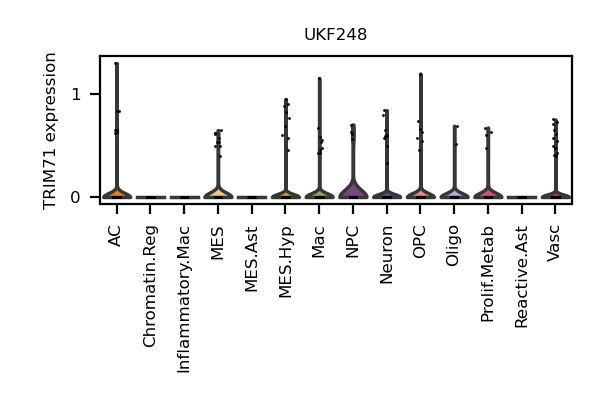 UKF248
TRIM71 expression
1
0
AC
Chromatin.Reg
Inflammatory.Mac
MES
MES.Ast
MES.Hyp
Mac
NPC
Neuron
OPC
Oligo
Prolif.Metab
Reactive.Ast
Vasc